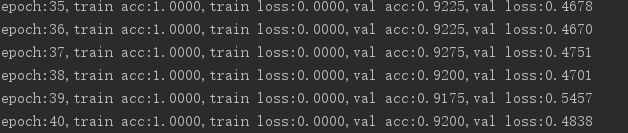 epoch:35,train acc:1.0000,train loss:0.0000,val acc:0.9225,val loss:0.4678
epoch:36,train acc:1.0000,train loss:0.0000,val acc:0.9225,val loss:0.4670
epoch:37,train acc:1.0000,train loss:0.0000,val acc:0.9275,val loss:0.4751
epoch:38,train acc:1.0000,train loss:0.0000,val acc:0.9200,val loss:0.4701
epoch:39,train acc:1.0000,train loss:0.0000,val acc:0.9175,val loss:0.5457
epoch:40,train acc:1.0000,train loss:0.0000,val acc:0.9200,val loss:0.4838